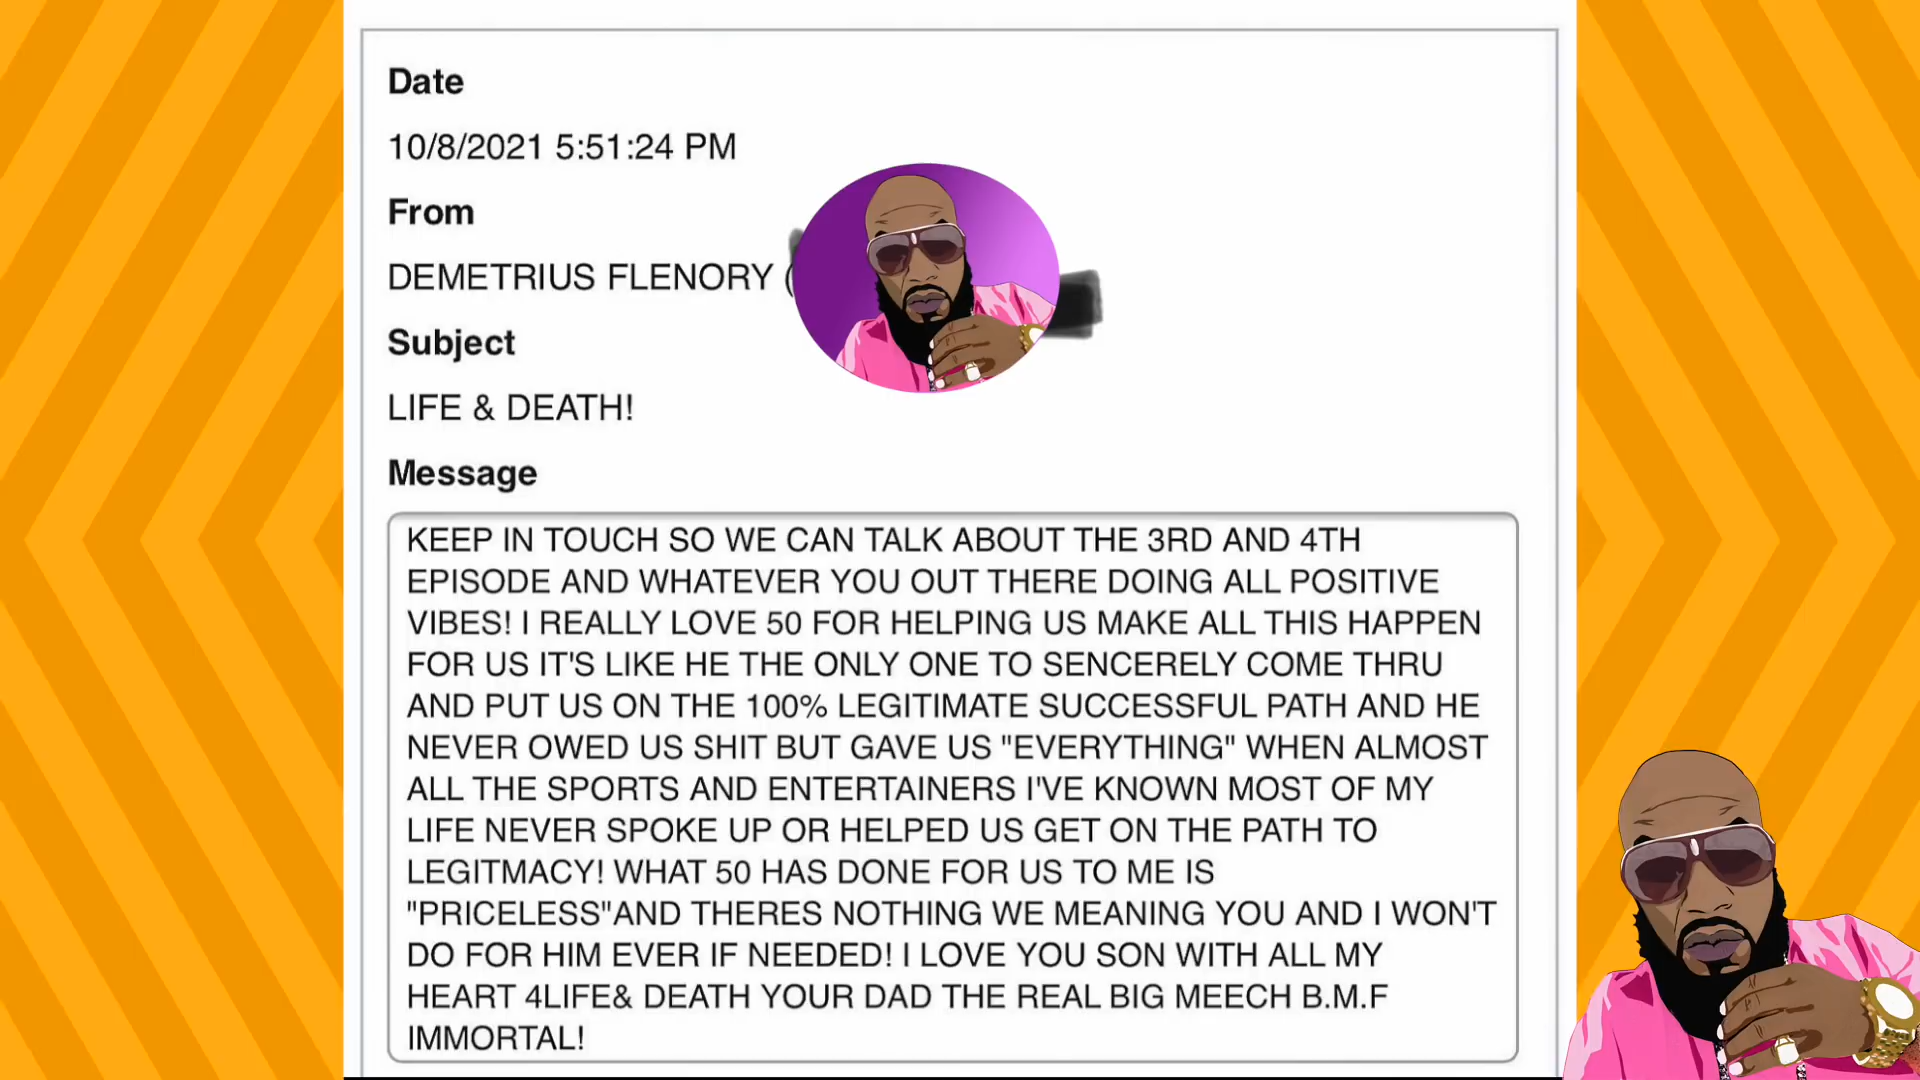 Date
10/8/2021 5:51:24 PM
From
DEMETRIUS FLENORY (
Subject
LIFE & DEATH!
Message
KEEP IN TOUCH SO WE CAN TALK ABOUT THE 3RD AND 4TH
EPISODE AND WHATEVER YOU OUT THERE DOING ALL POSITIVE
VIBES! I REALLY LOVE 50 FOR HELPING US MAKE ALL THIS HAPPEN
FOR US IT'S LIKE HE THE ONLY ONE TO SENCERELY COME THRU
AND PUT US ON THE 100% LEGITIMATE SUCCESSFUL PATH AND HE
NEVER OWED US SHIT BUT GAVE US "EVERYTHING" WHEN ALMOST
ALL THE SPORTS AND ENTERTAINERS I'VE KNOWN MOST OF MY
LIFE NEVER SPOKE UP OR HELPED US GET ON THE PATH TO
LEGITMACY! WHAT 50 HAS DONE FOR US TO ME IS
"PRICELESS"AND THERES NOTHING WE MEANING YOU AND I WON'T
DO FOR HIM EVER IF NEEDED! I LOVE YOU SON WITH ALL MY
HEART 4LIFE& DEATH YOUR DAD THE REAL BIG MEECH B.M.F
IMMORTAL!